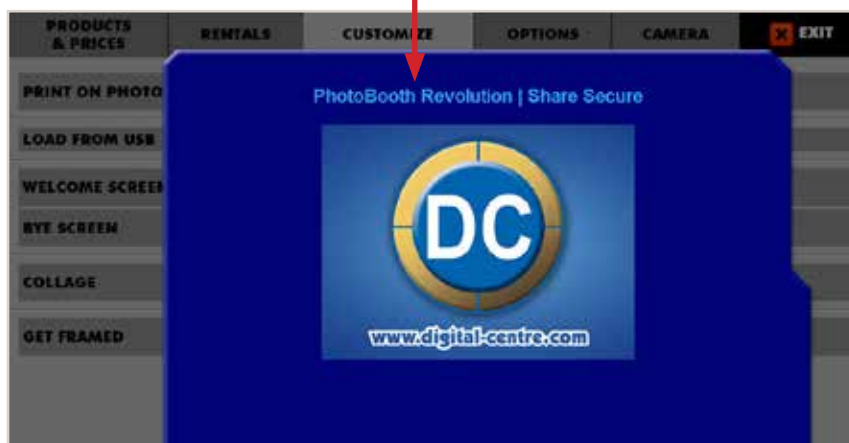 PRODUCTS
& PRICES
RENTALS
CUSTOMIZE
OPTIONS
CAMERA
X EXIT
PRINT ON PHOTO
PhotoBooth Revolution | Share Secure
LOAD FROM USB
WELCOME SCREEN
DC
BYE SCREEN
COLLAGE
www.digital-centre.com
GET FRAMED